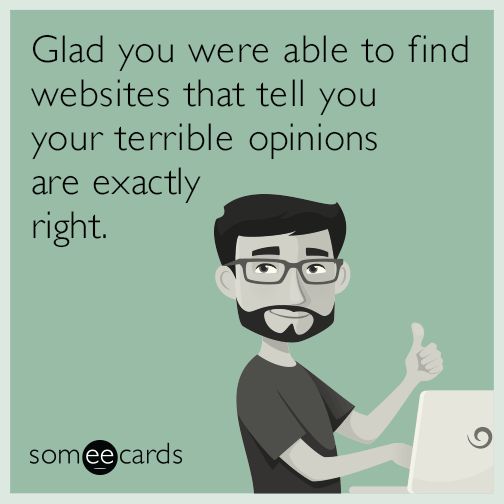 Glad you were able to find
websites that tell you
your terrible opinions
are exactly
right.
someecards